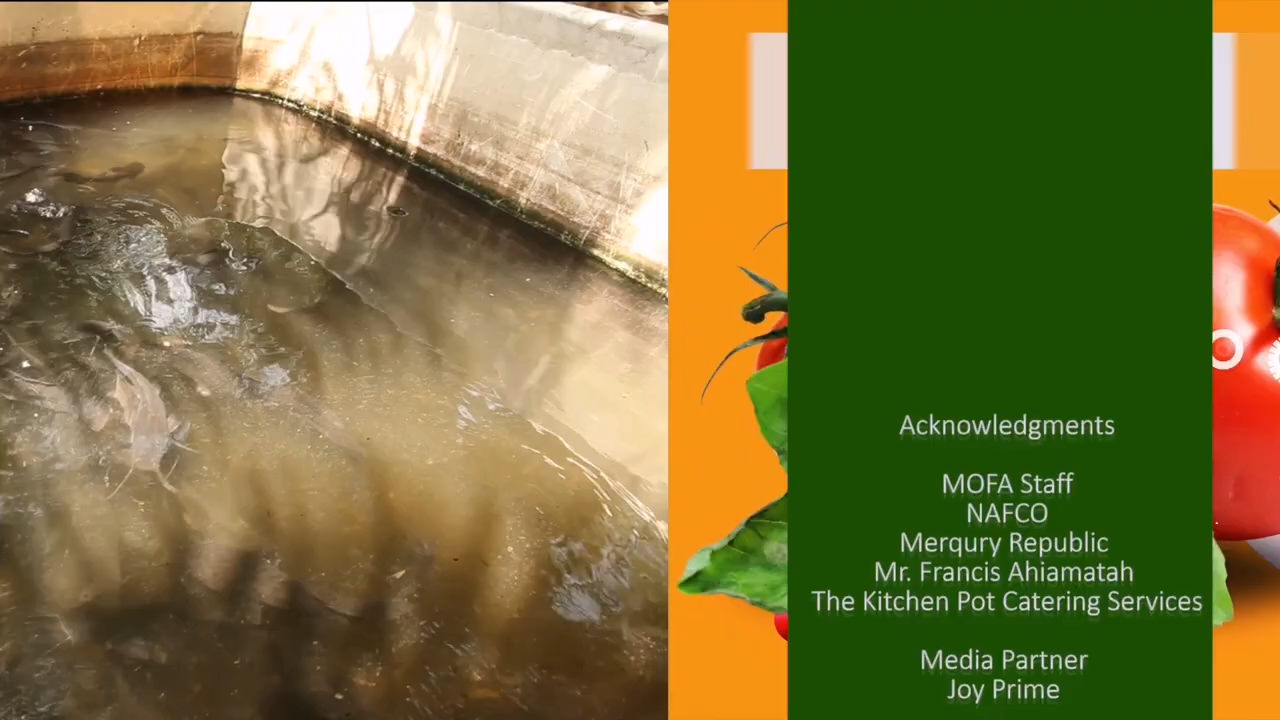 Acknowledgments
MOFA Staff
NAFCO
Merqury Republic
Mr. Francis Ahiamatah
The Kitchen Pot Catering Services
Media Partner
Joy Prime